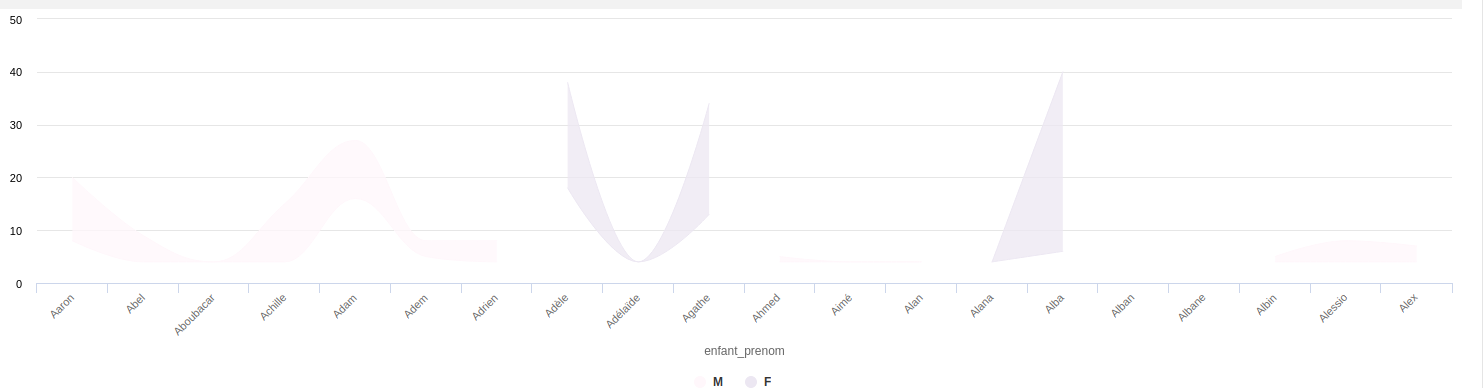 50
40
30
20
10
0
Aaron
Abel
Aboubacar
Achille
Adam
Adem
Adrien
Adèle
Adélaïde
Agathe
Ahmed
Aimé
Alan
Alana
Alba
Alban
Albane
Albin
Alessio
Alex
enfant_prenom
M F